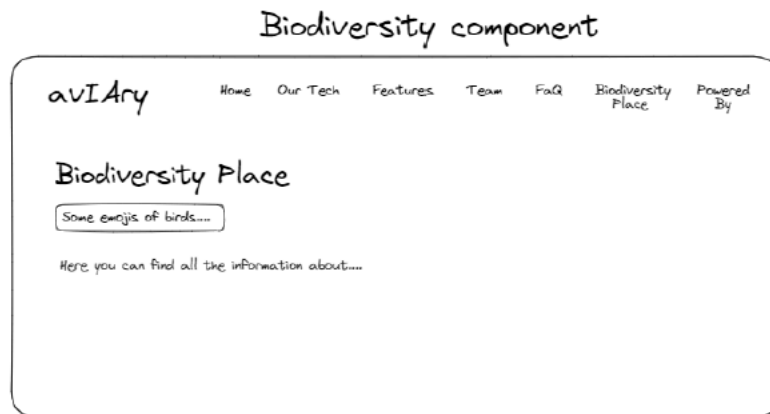 Biodiversity component
avIAry Home Our Tech Features Team FaQ Biodiversity Place Powered By
Biodiversity Place
Some emojis of birds.....
Here you can find all the information about....